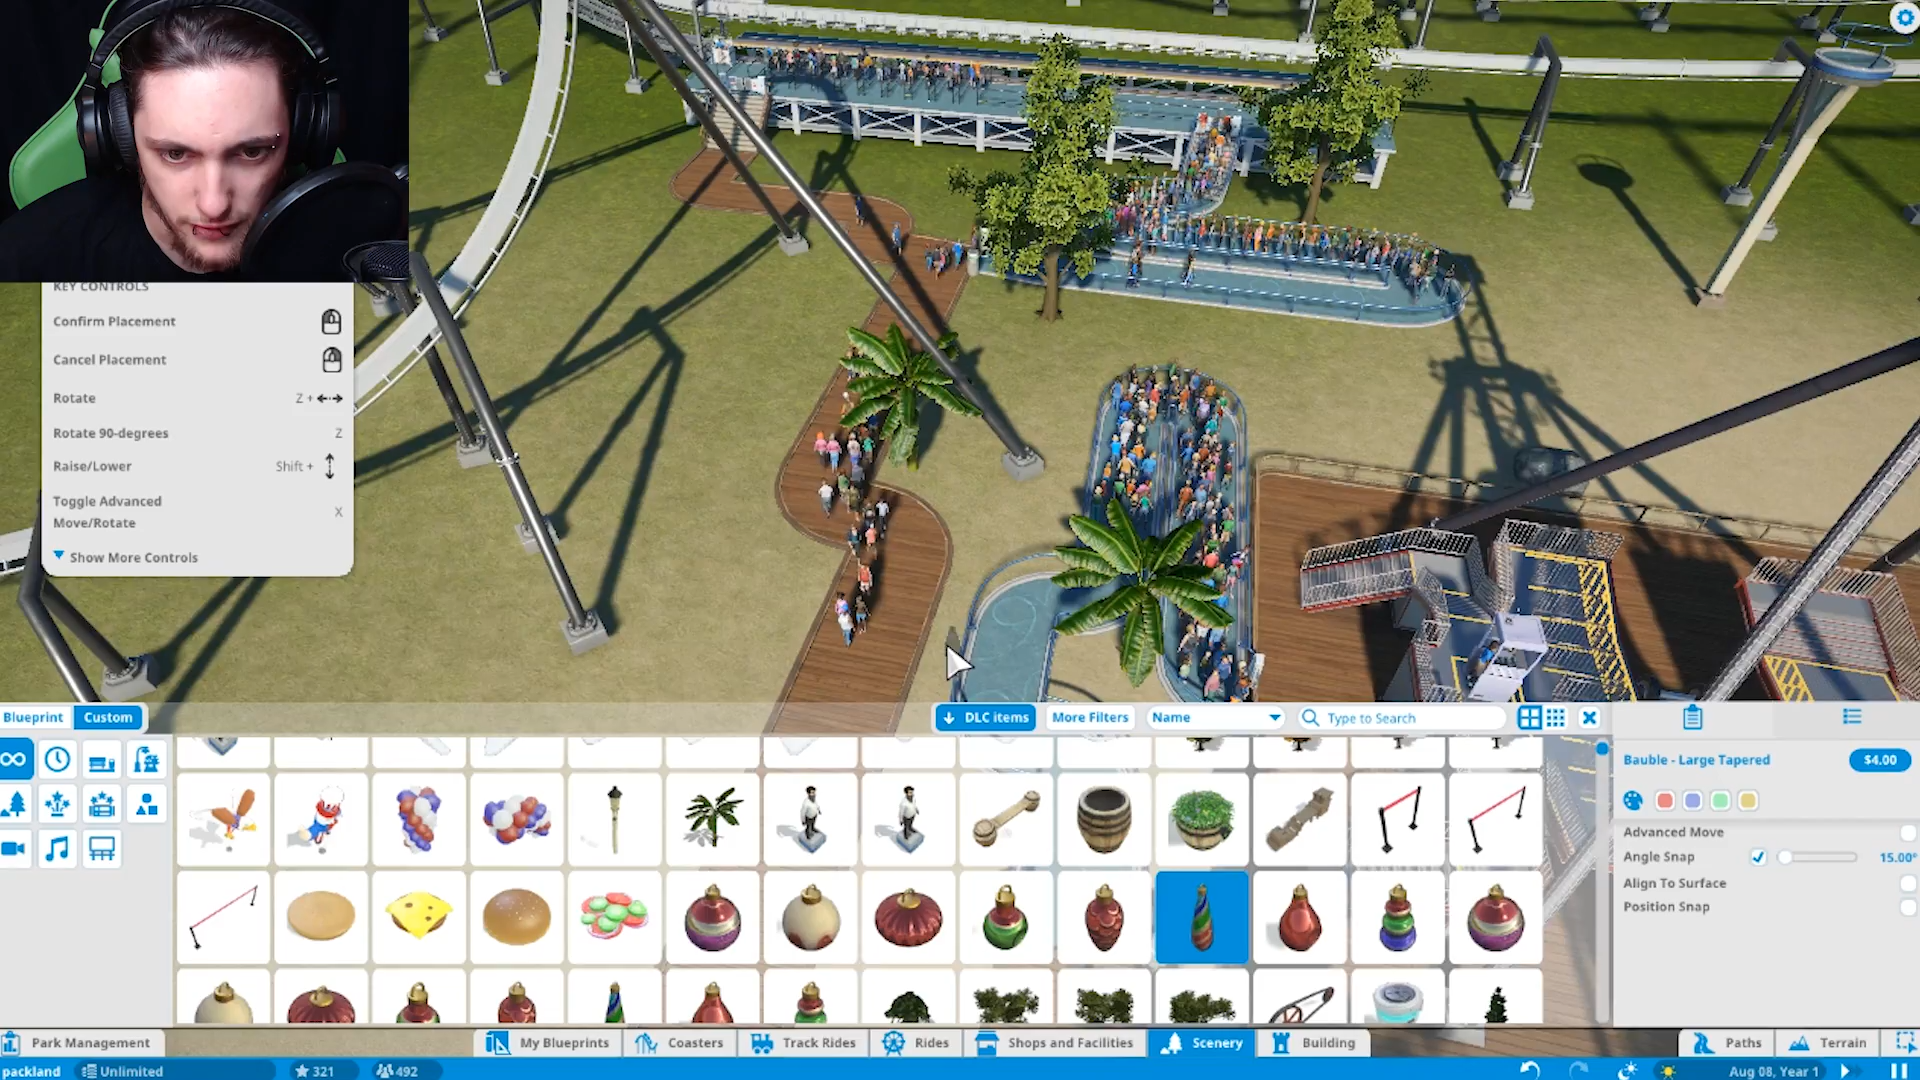 KEY CONTROLS
Confirm Placement
Cancel Placement
Rotate Z +
Rotate 90-degrees Z
Raise/Lower Shift +
Toggle Advanced
Move/Rotate X
Show More Controls
Blueprint Custom
DLC items More Filters Name Type to Search
Bauble - Large Tapered $4.00
Advanced Move
Angle Snap 15.00°
Align To Surface
Position Snap
Park Management My Blueprints Coasters Track Rides Rides Shops and Facilities Scenery Building Paths Terrain
packland Unlimited 321 492 Aug 08, Year 1